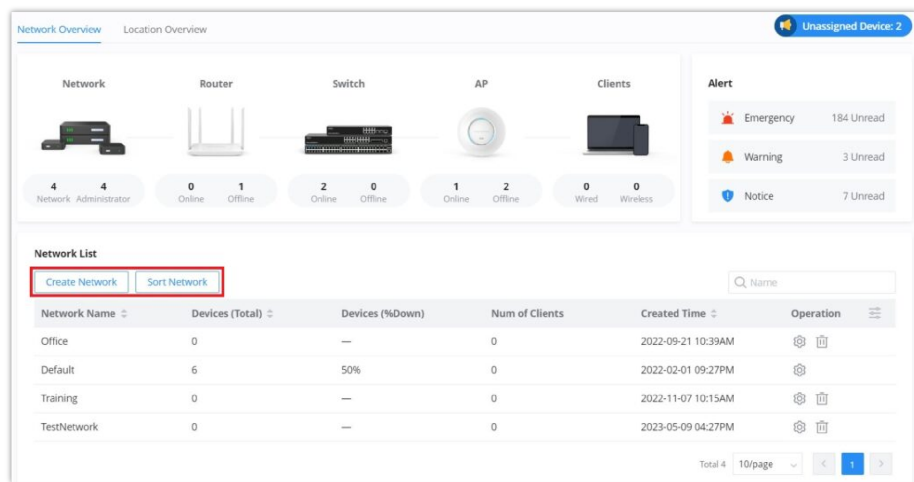 Network Overview Location Overview Unassigned Device: 2
Network Router Switch AP Clients
4 4 0 1 2 0 1 2 0 0
Network Administrator Online Offline Online Offline Online Offline Wired Wireless
Alert
Emergency 184 Unread
Warning 3 Unread
Notice 7 Unread
Network List
Create Network Sort Network Name
Network Name Devices (Total) Devices (%Down) Num of Clients Created Time Operation
Office 0 — 0 2022-09-21 10:39AM
Default 6 50% 0 2022-02-01 09:27PM
Training 0 — 0 2022-11-07 10:15AM
TestNetwork 0 — 0 2023-05-09 04:27PM
Total 4 10/page < 1 >